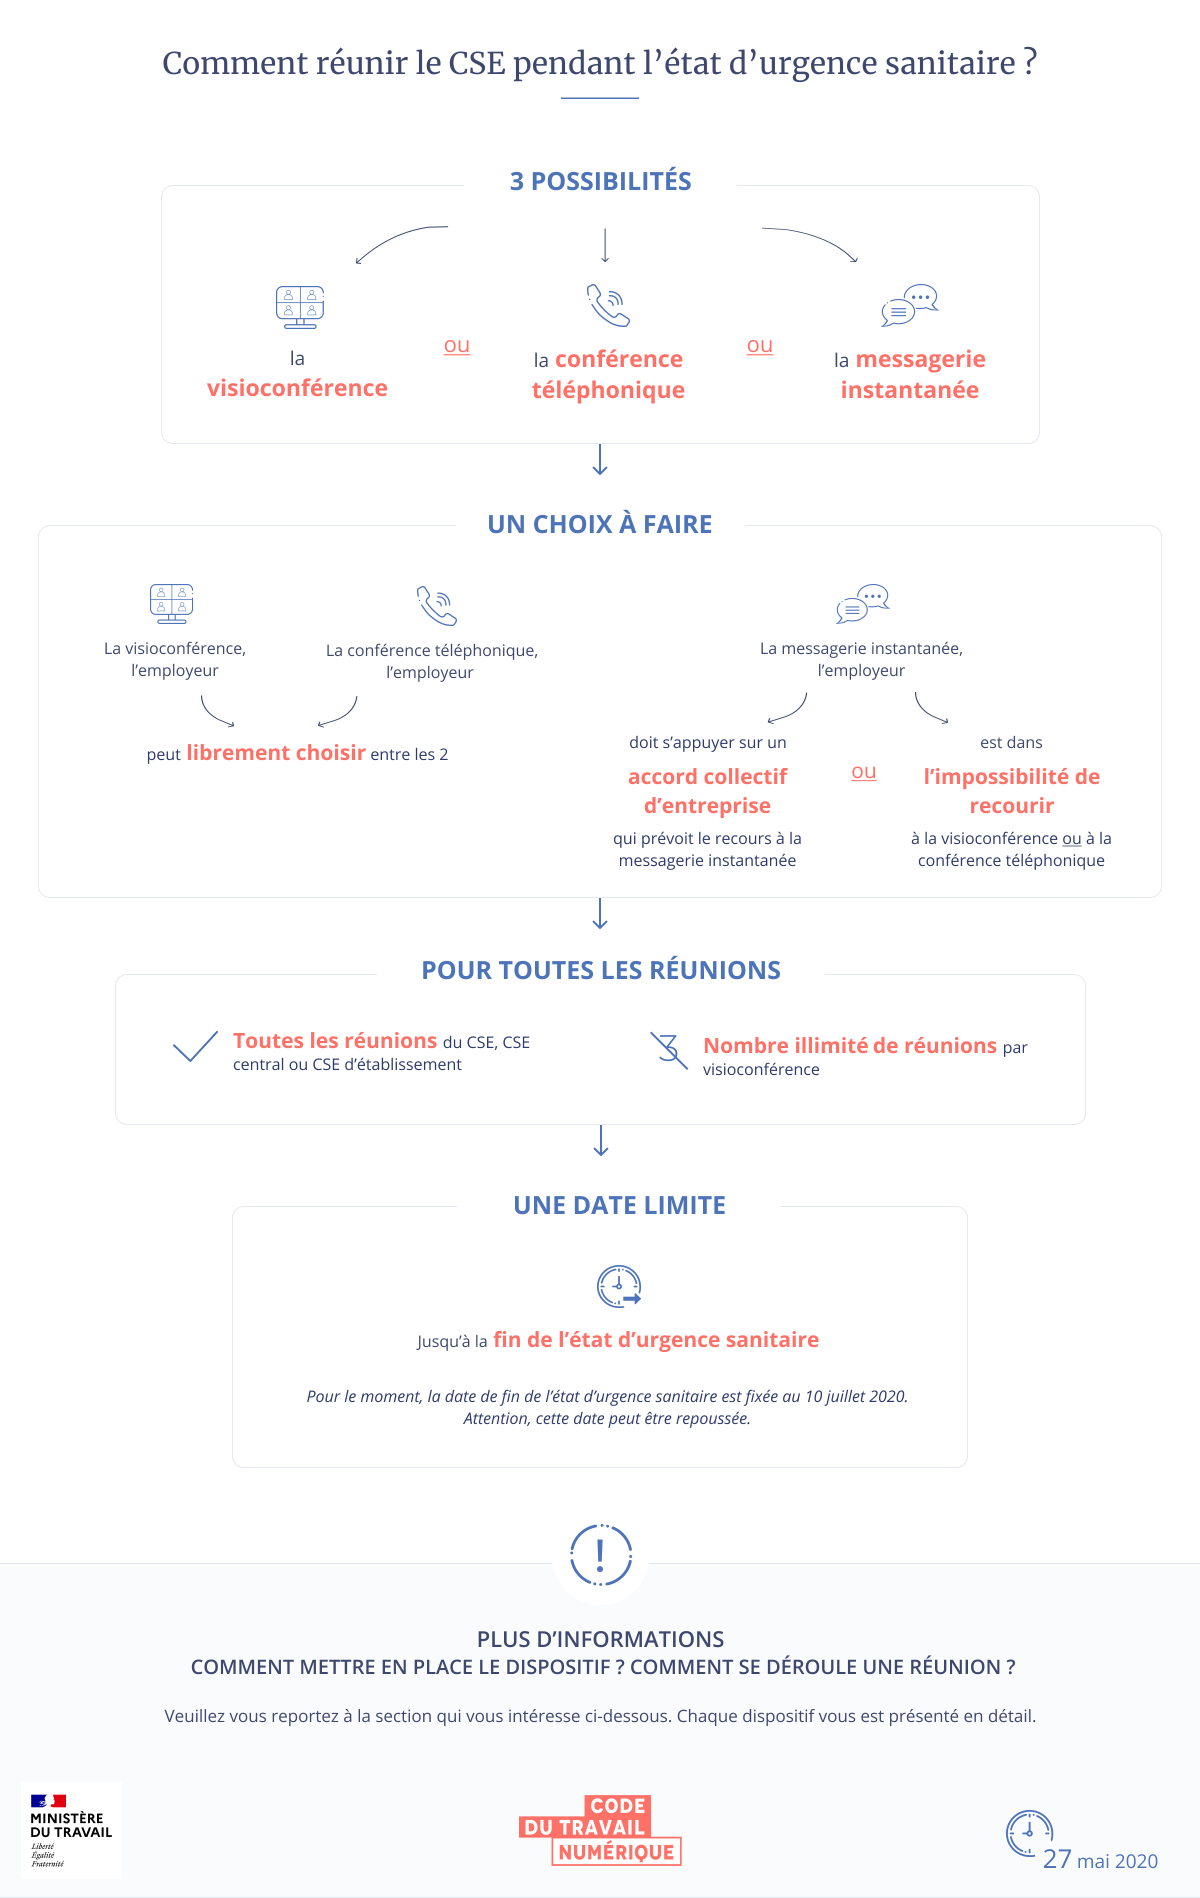 Comment réunir le CSE pendant l’état d’urgence sanitaire ?
3 POSSIBILITÉS
la
visioconférence
ou
la conférence
téléphonique
ou
la messagerie
instantanée
UN CHOIX À FAIRE
La visioconférence,
l’employeur
La conférence téléphonique,
l’employeur
peut librement choisir entre les 2
La messagerie instantanée,
l’employeur
doit s’appuyer sur un
accord collectif
d’entreprise
qui prévoit le recours à la
messagerie instantanée
ou
est dans
l’impossibilité de
recourir
à la visioconférence ou à la
conférence téléphonique
POUR TOUTES LES RÉUNIONS
Toutes les réunions du CSE, CSE
central ou CSE d’établissement
3
Nombre illimité de réunions par
visioconférence
UNE DATE LIMITE
Jusqu’à la fin de l’état d’urgence sanitaire
Pour le moment, la date de fin de l’état d’urgence sanitaire est fixée au 10 juillet 2020.
Attention, cette date peut être repoussée.
!
PLUS D’INFORMATIONS
COMMENT METTRE EN PLACE LE DISPOSITIF ? COMMENT SE DÉROULE UNE RÉUNION ?
Veuillez vous reportez à la section qui vous intéresse ci-dessous. Chaque dispositif vous est présenté en détail.
MINISTÈRE
DU TRAVAIL
Liberté
Égalité
Fraternité
CODE
DU TRAVAIL
NUMÉRIQUE
27 mai 2020